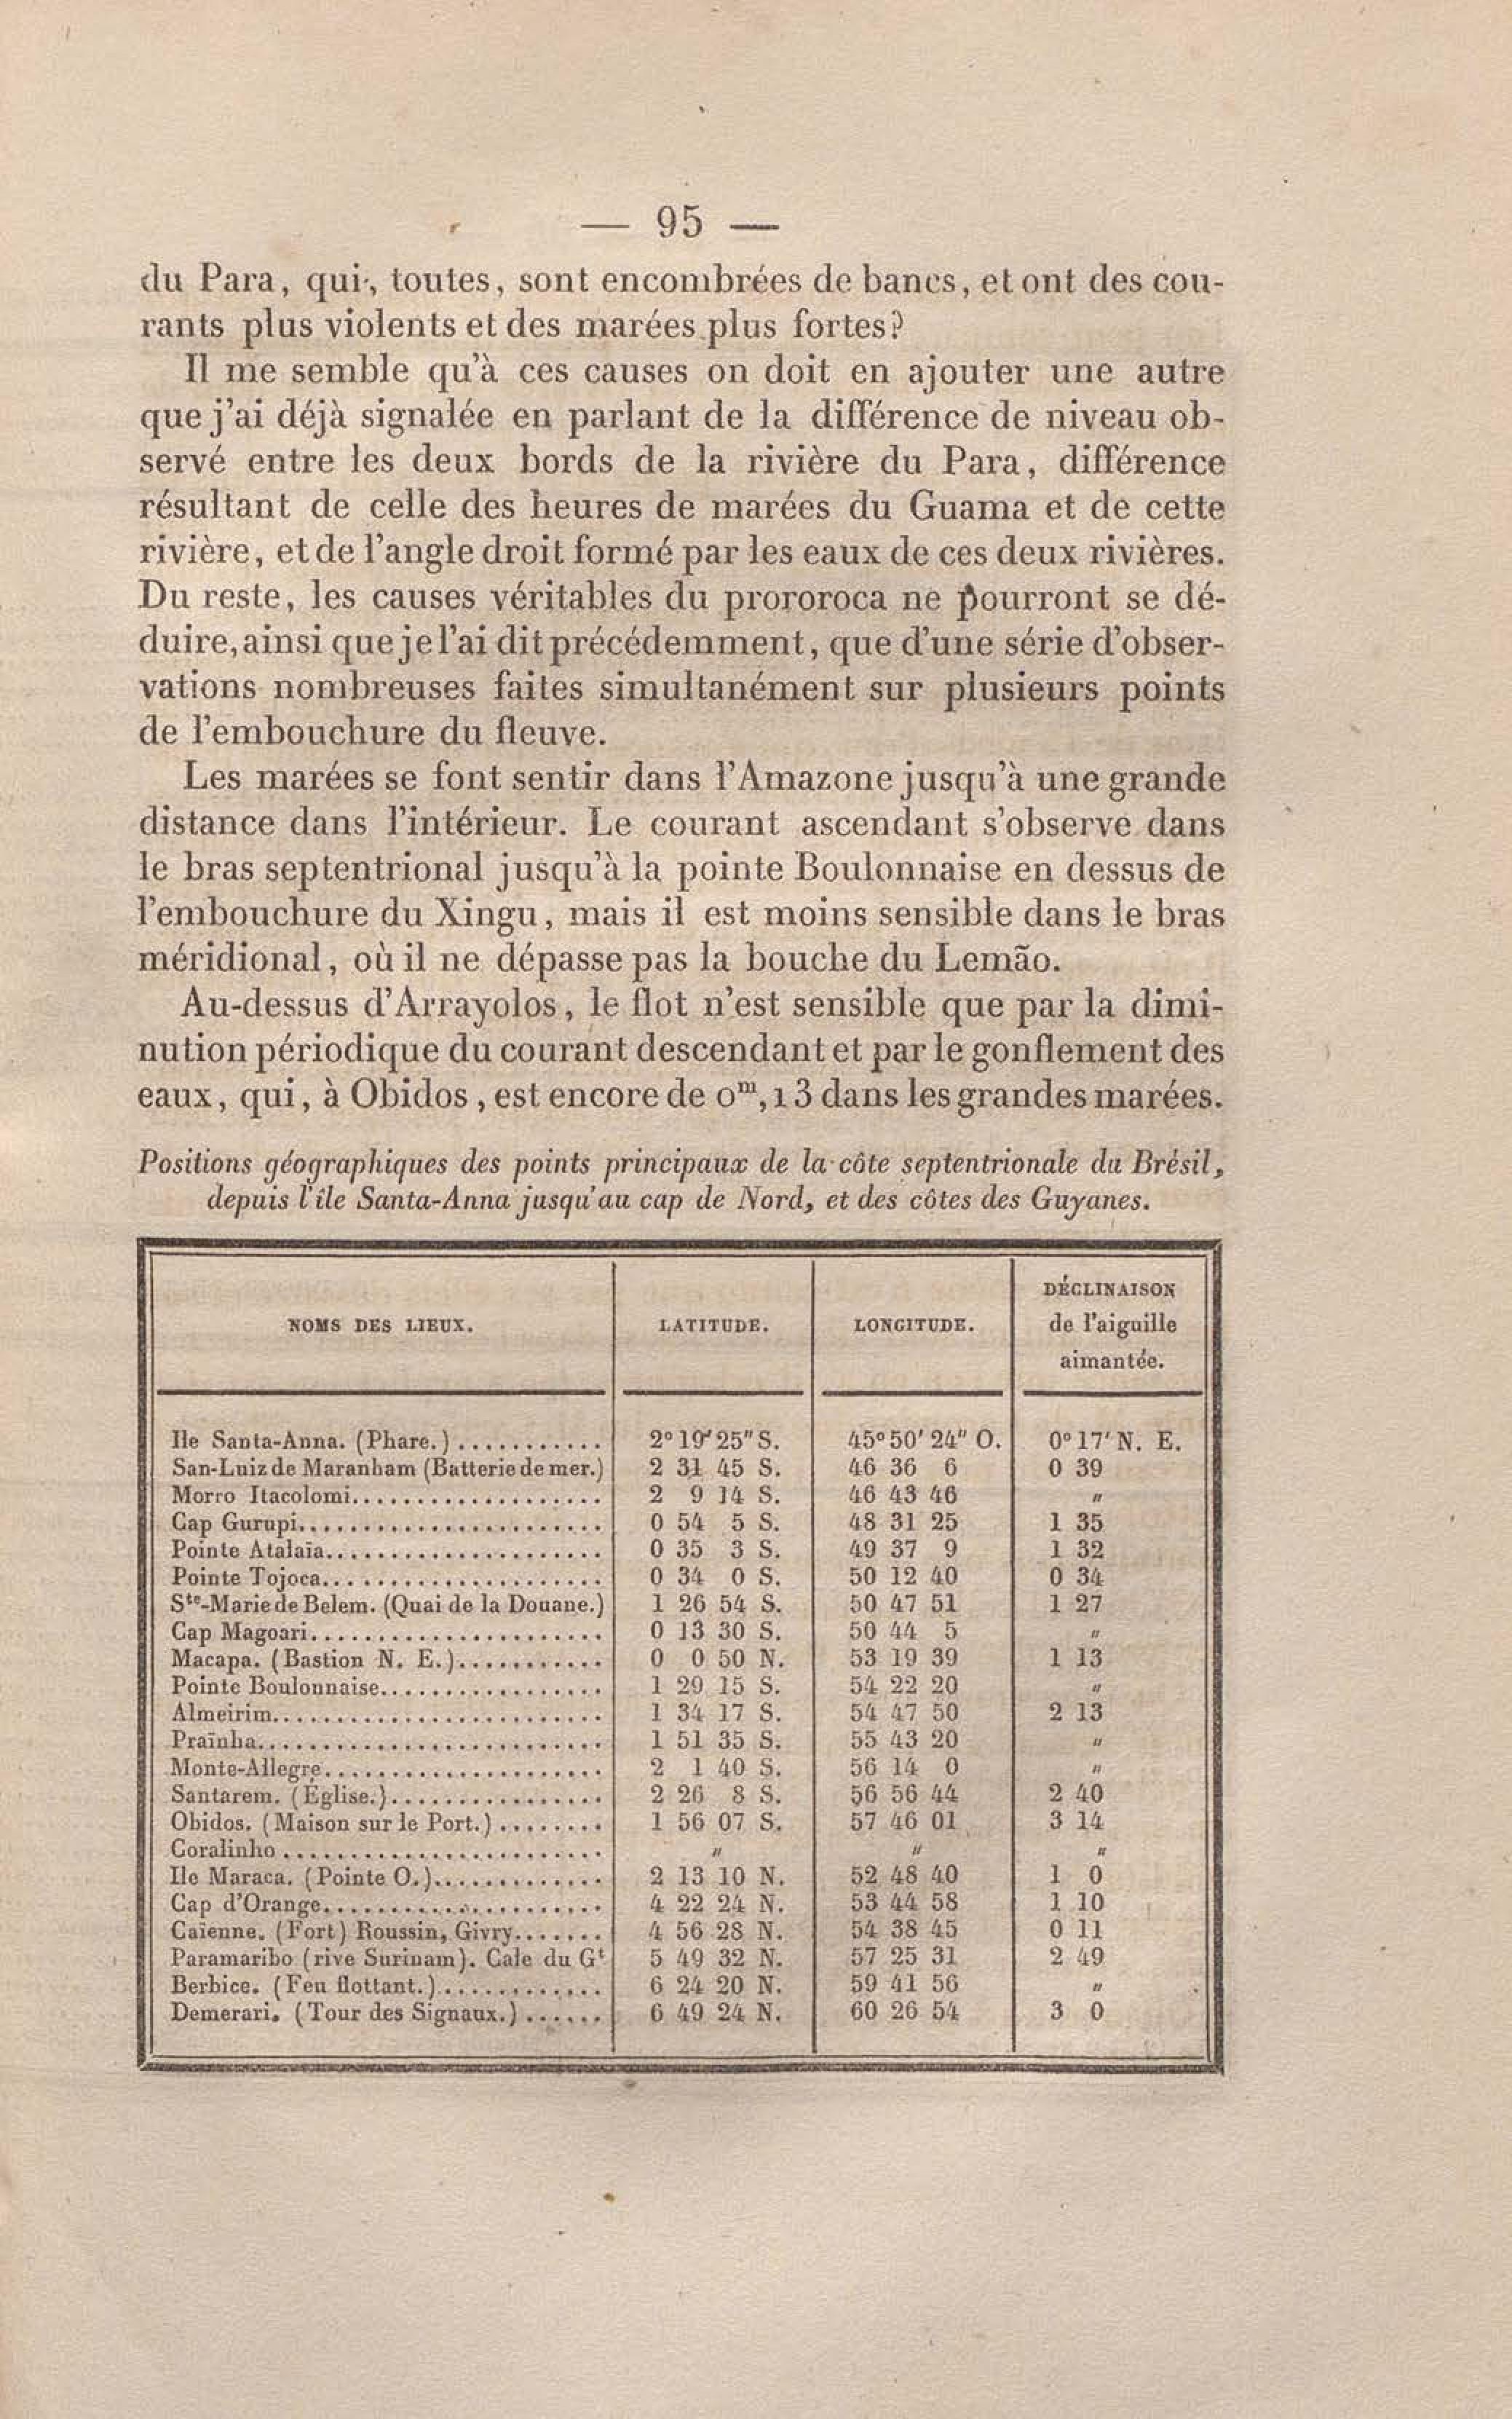 — 95 —
du Para, qui, toutes, sont encombrées de bancs, et ont des cou-
rants plus violents et des marées plus fortes?
Il me semble qu'à ces causes on doit en ajouter une autre
que j'ai déjà signalée en parlant de la différence de niveau ob-
servé entre les deux bords de la rivière du Para, différence
résultant de celle des heures de marées du Guama et de cette
rivière, et de l'angle droit formé par les eaux de ces deux rivières.
Du reste, les causes véritables du prororoca ne pourront se dé-
duire, ainsi que je l'ai dit précédemment, que d'une série d'obser-
vations nombreuses faites simultanément sur plusieurs points
de l'embouchure du fleuve.
Les marées se font sentir dans l'Amazone jusqu'à une grande
distance dans l'intérieur. Le courant ascendant s'observe dans
le bras septentrional jusqu'à la pointe Boulonnaise en dessus de
l'embouchure du Xingu, mais il est moins sensible dans le bras
méridional, où il ne dépasse pas la bouche du Lemão.
Au-dessus d'Arrayolos, le flot n'est sensible que par la dimi-
nution périodique du courant descendant et par le gonflement des
eaux, qui, à Obidos, est encore de 0ᵐ,13 dans les grandes marées.
Positions géographiques des points principaux de la côte septentrionale du Brésil,
depuis l'île Santa-Anna jusqu'au cap de Nord, et des côtes des Guyanes.
NOMS DES LIEUX. LATITUDE. LONGITUDE. DÉCLINAISON
de l'aiguille
aimantée.
Ile Santa-Anna. (Phare.) ........... 2° 19' 25" S. 45° 50' 24" O. 0° 17' N. E.
San-Luiz de Maranham (Batterie de mer.) 2 31 45 S. 46 36 6 0 39
Morro Itacolomi................... 2 9 14 S. 46 43 46 "
Cap Gurupi....................... 0 54 5 S. 48 31 25 1 35
Pointe Atalaïa..................... 0 35 3 S. 49 37 9 1 32
Pointe Tojoca..................... 0 34 0 S. 50 12 40 0 34
Sᵗᵉ-Marie de Belem. (Quai de la Douane.) 1 26 54 S. 50 47 51 1 27
Cap Magoari...................... 0 13 30 S. 50 44 5 "
Macapa. (Bastion N. E.)........... 0 0 50 N. 53 19 39 1 13
Pointe Boulonnaise................. 1 29 15 S. 54 22 20 "
Almeirim......................... 1 34 17 S. 54 47 50 2 13
Praïnha.......................... 1 51 35 S. 55 43 20 "
Monte-Allegre..................... 2 1 40 S. 56 14 0 "
Santarem. (Église.)................ 2 26 8 S. 56 56 44 2 40
Obidos. (Maison sur le Port.) ........ 1 56 07 S. 57 46 01 3 14
Coralinho ........................ " " "
Ile Maraca. (Pointe O.)............. 2 13 10 N. 52 48 40 1 0
Cap d'Orange..................... 4 22 24 N. 53 44 58 1 10
Caïenne. (Fort) Roussin, Givry....... 4 56 28 N. 54 38 45 0 11
Paramaribo (rive Surinam). Cale du Gᵗ 5 49 32 N. 57 25 31 2 49
Berbice. (Feu flottant.)............ 6 24 20 N. 59 41 56 "
Demerari. (Tour des Signaux.) ...... 6 49 24 N. 60 26 54 3 0